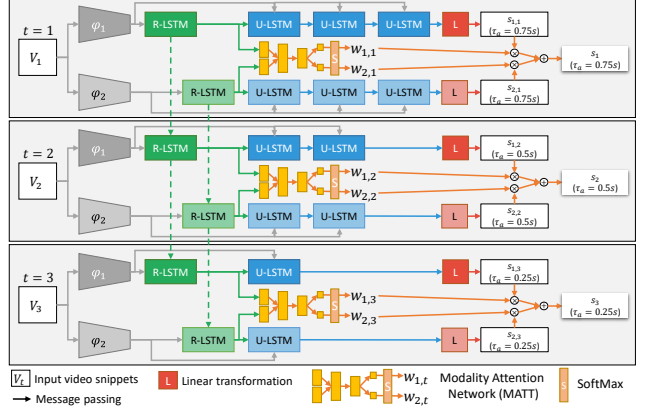 t = 1
V1
φ1
R-LSTM
U-LSTM
U-LSTM
U-LSTM
L
s1,1
(τa = 0.75s)
S
w1,1
w2,1
s1
(τa = 0.75s)
φ2
R-LSTM
U-LSTM
U-LSTM
U-LSTM
L
s2,1
(τa = 0.75s)
t = 2
V2
φ1
R-LSTM
U-LSTM
U-LSTM
L
s1,2
(τa = 0.5s)
S
w1,2
w2,2
s2
(τa = 0.5s)
φ2
R-LSTM
U-LSTM
U-LSTM
L
s2,2
(τa = 0.5s)
t = 3
V3
φ1
R-LSTM
U-LSTM
L
s1,3
(τa = 0.25s)
S
w1,3
w2,3
s3
(τa = 0.25s)
φ2
R-LSTM
U-LSTM
L
s2,3
(τa = 0.25s)
Vt Input video snippets
Message passing
L Linear transformation
S
w1,t
w2,t
Modality Attention
Network (MATT)
S SoftMax